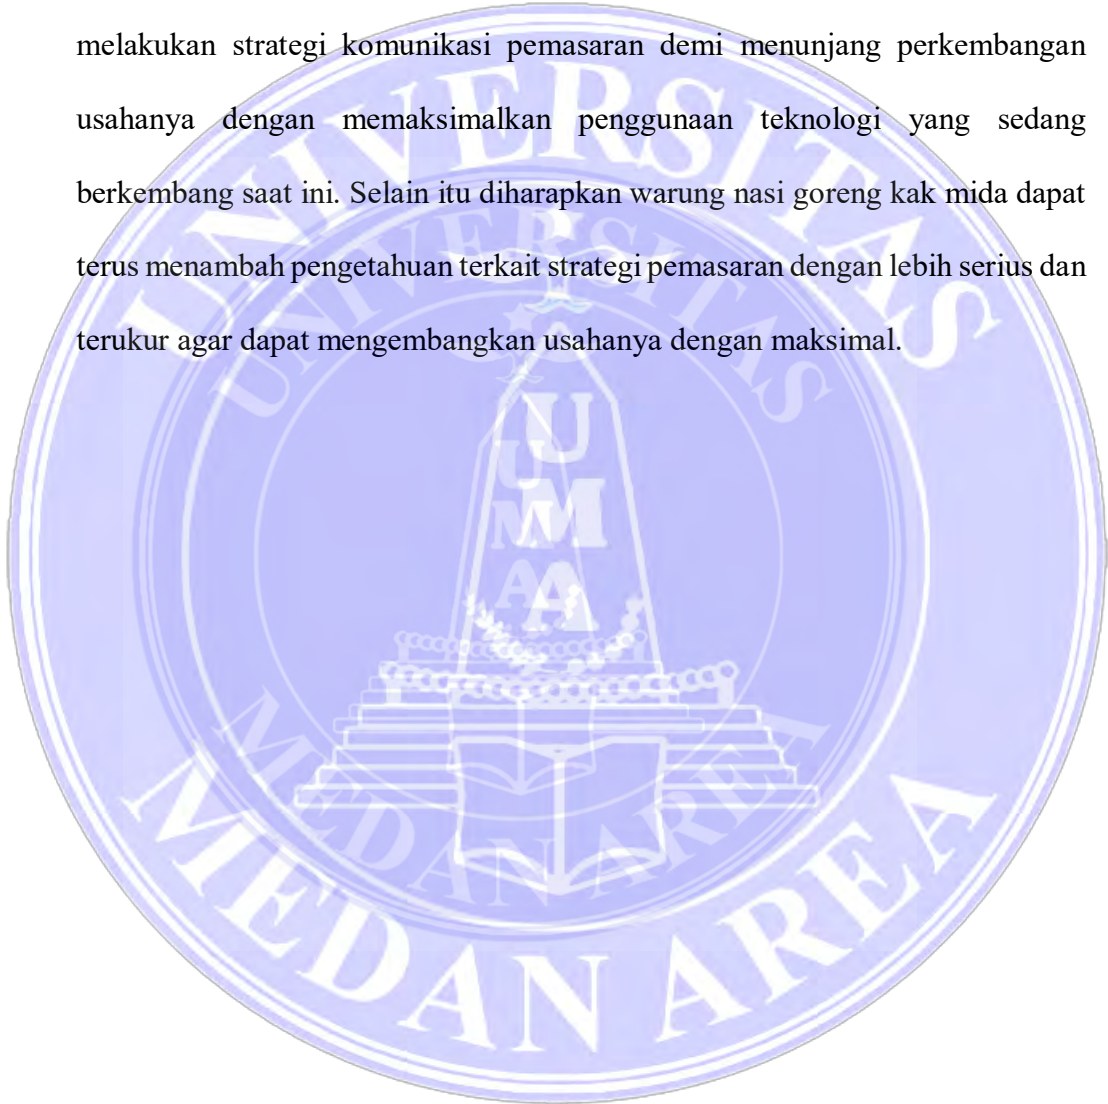 melakukan strategi komunikasi pemasaran demi menunjang perkembangan
usahanya dengan memaksimalkan penggunaan teknologi yang sedang
berkembang saat ini. Selain itu diharapkan warung nasi goreng kak mida dapat
terus menambah pengetahuan terkait strategi pemasaran dengan lebih serius dan
terukur agar dapat mengembangkan usahanya dengan maksimal.
UNIVERSITAS
UNIVERSITAS
U
U
M
M
A
A
MEDAN AREA
MEDAN AREA